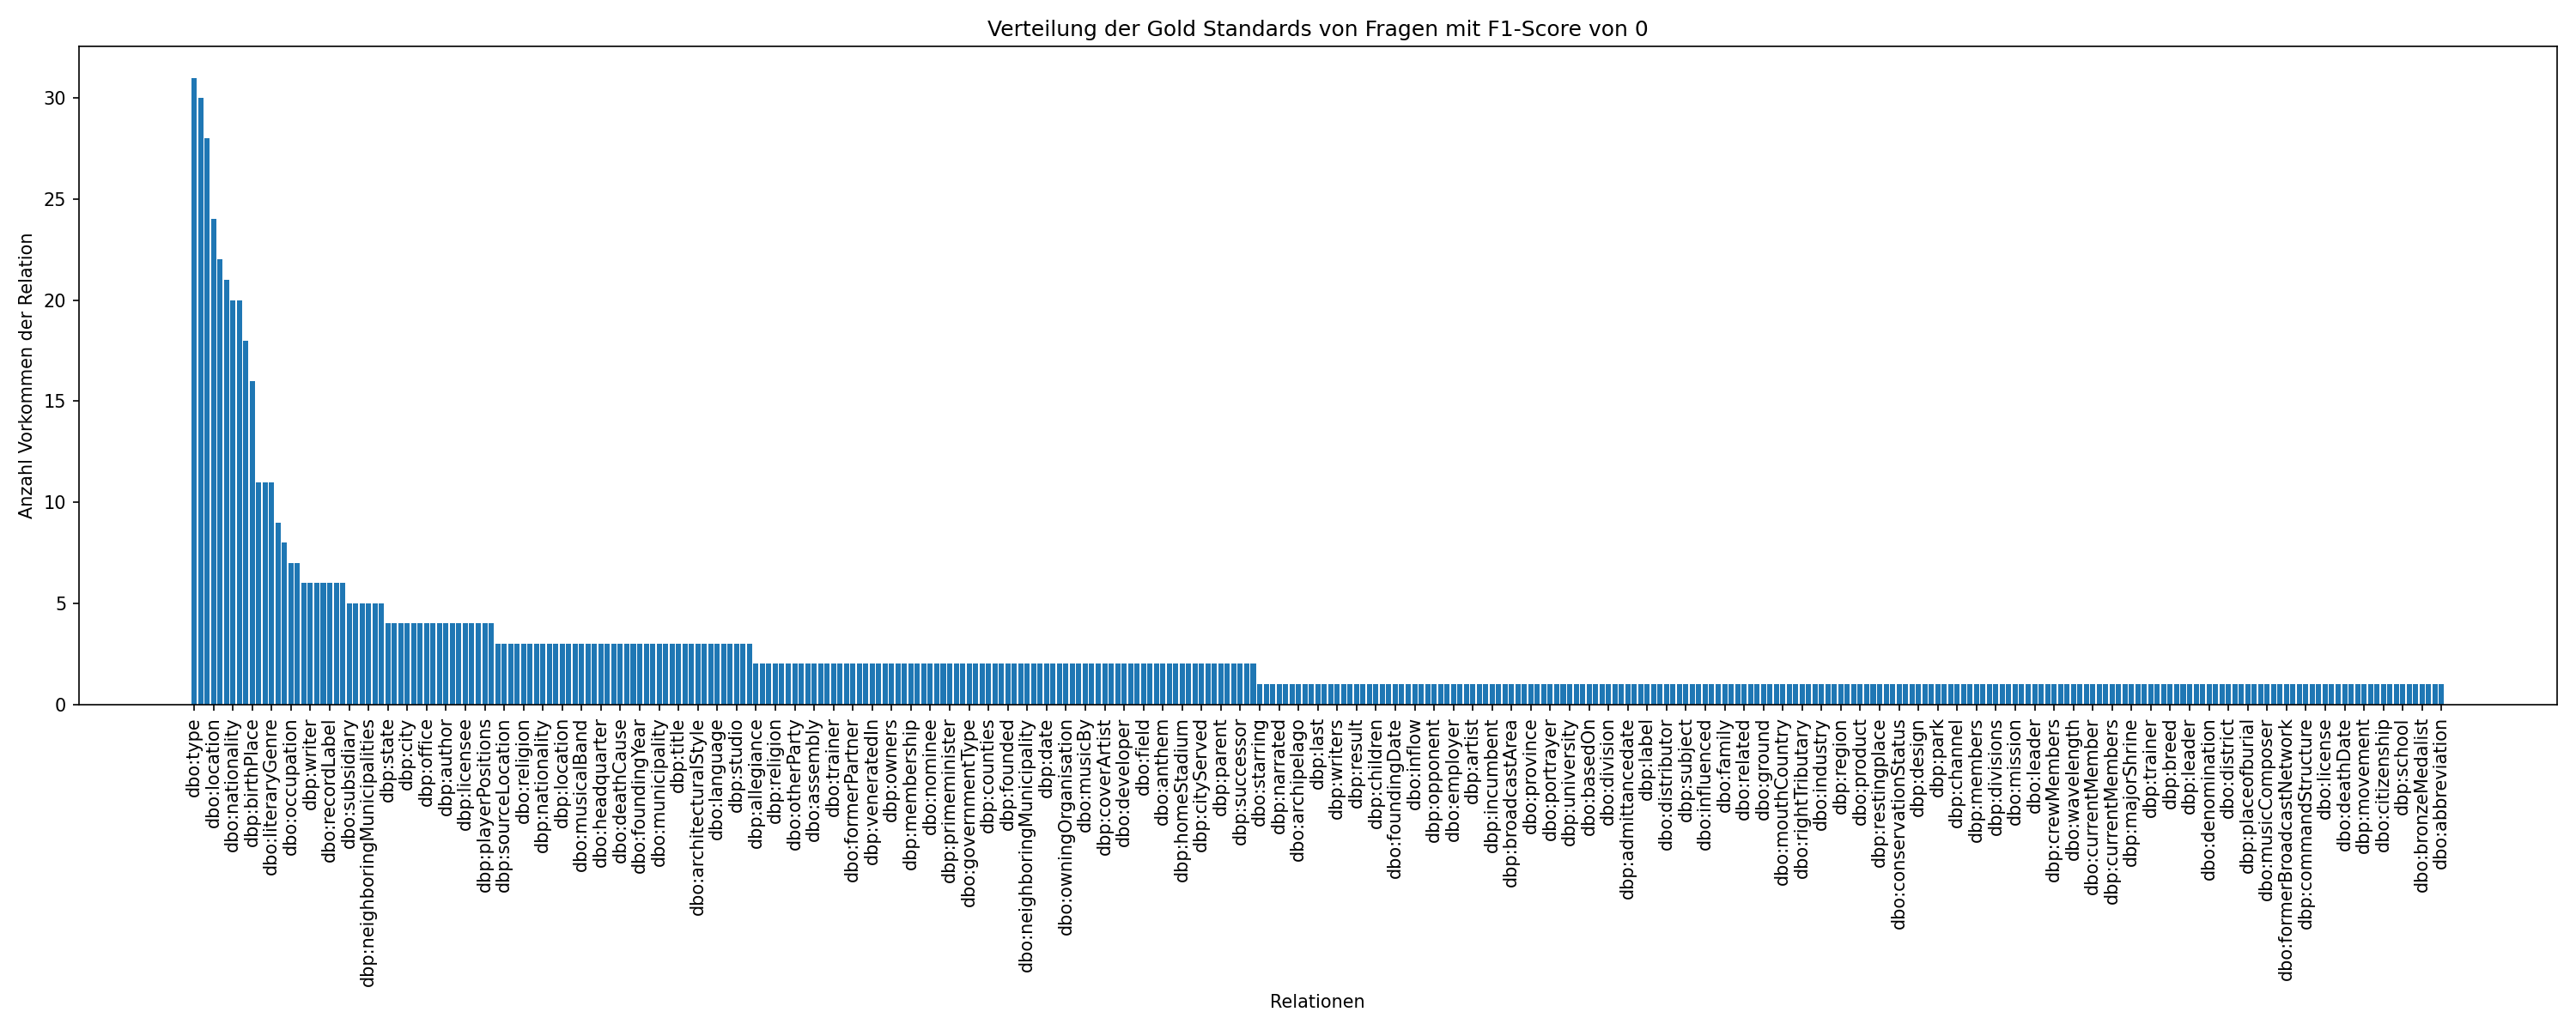 Verteilung der Gold Standards von Fragen mit F1-Score von 0
Anzahl Vorkommen der Relation
30
25
20
15
10
5
0
dbo:type
dbo:location
dbo:nationality
dbp:birthPlace
dbo:literaryGenre
dbo:occupation
dbp:writer
dbo:recordLabel
dbo:subsidiary
dbp:neighboringMunicipalities
dbp:state
dbp:city
dbp:office
dbp:author
dbp:licensee
dbp:playerPositions
dbp:sourceLocation
dbo:religion
dbp:nationality
dbp:location
dbo:musicalBand
dbo:headquarter
dbo:deathCause
dbo:foundingYear
dbo:municipality
dbp:title
dbo:architecturalStyle
dbo:language
dbp:studio
dbp:allegiance
dbp:religion
dbo:otherParty
dbo:assembly
dbo:trainer
dbo:formerPartner
dbp:veneratedIn
dbp:owners
dbp:membership
dbo:nominee
dbp:primeminister
dbo:governmentType
dbp:counties
dbp:founded
dbo:neighboringMunicipality
dbp:date
dbo:owningOrganisation
dbo:musicBy
dbp:coverArtist
dbo:developer
dbo:field
dbo:anthem
dbp:homeStadium
dbp:cityServed
dbp:parent
dbp:successor
dbo:starring
dbp:narrated
dbo:archipelago
dbp:last
dbp:writers
dbp:result
dbp:children
dbo:foundingDate
dbo:inflow
dbp:opponent
dbo:employer
dbp:artist
dbp:incumbent
dbp:broadcastArea
dbo:province
dbo:portrayer
dbp:university
dbo:basedOn
dbo:division
dbp:admittancedate
dbp:label
dbo:distributor
dbp:subject
dbo:influenced
dbo:family
dbo:related
dbo:ground
dbo:mouthCountry
dbo:rightTributary
dbo:industry
dbp:region
dbo:product
dbp:restingplace
dbo:conservationStatus
dbp:design
dbp:park
dbp:channel
dbp:members
dbp:divisions
dbo:mission
dbo:leader
dbp:crewMembers
dbo:wavelength
dbo:currentMember
dbp:currentMembers
dbp:majorShrine
dbp:trainer
dbp:breed
dbp:leader
dbo:denomination
dbo:district
dbp:placeofburial
dbo:musicComposer
dbo:formerBroadcastNetwork
dbp:commandStructure
dbo:license
dbo:deathDate
dbp:movement
dbo:citizenship
dbp:school
dbo:bronzeMedalist
dbo:abbreviation
Relationen